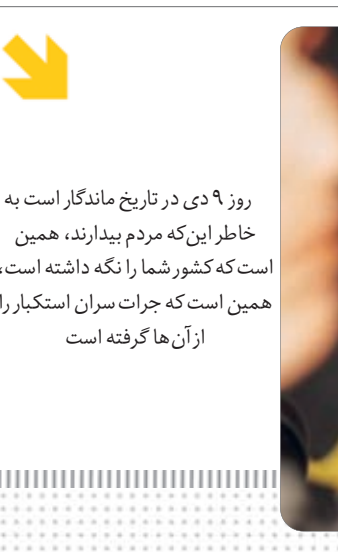 روز ۹ دی در تاریخ ماندگار است به
خاطر این‌که مردم بیدارند، همین
است که کشور شما را نگه داشته است،
همین است که جرات سران استکبار را
از آن‌ها گرفته است